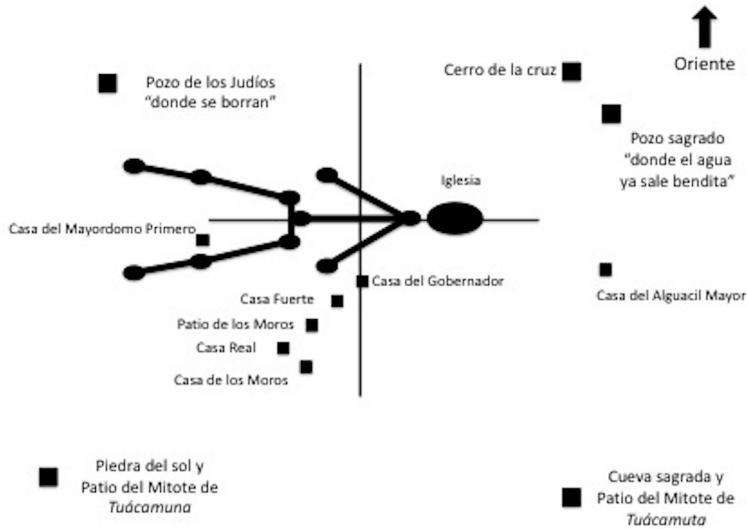 Oriente
Cerro de la cruz
Pozo de los Judíos
“donde se borran”
Pozo sagrado
“donde el agua
ya sale bendita”
Iglesia
Casa del Mayordomo Primero
Casa del Gobernador
Casa del Alguacil Mayor
Casa Fuerte
Patio de los Moros
Casa Real
Casa de los Moros
Piedra del sol y
Patio del Mitote de
Tuácamuna
Cueva sagrada y
Patio del Mitote de
Tuácamuta